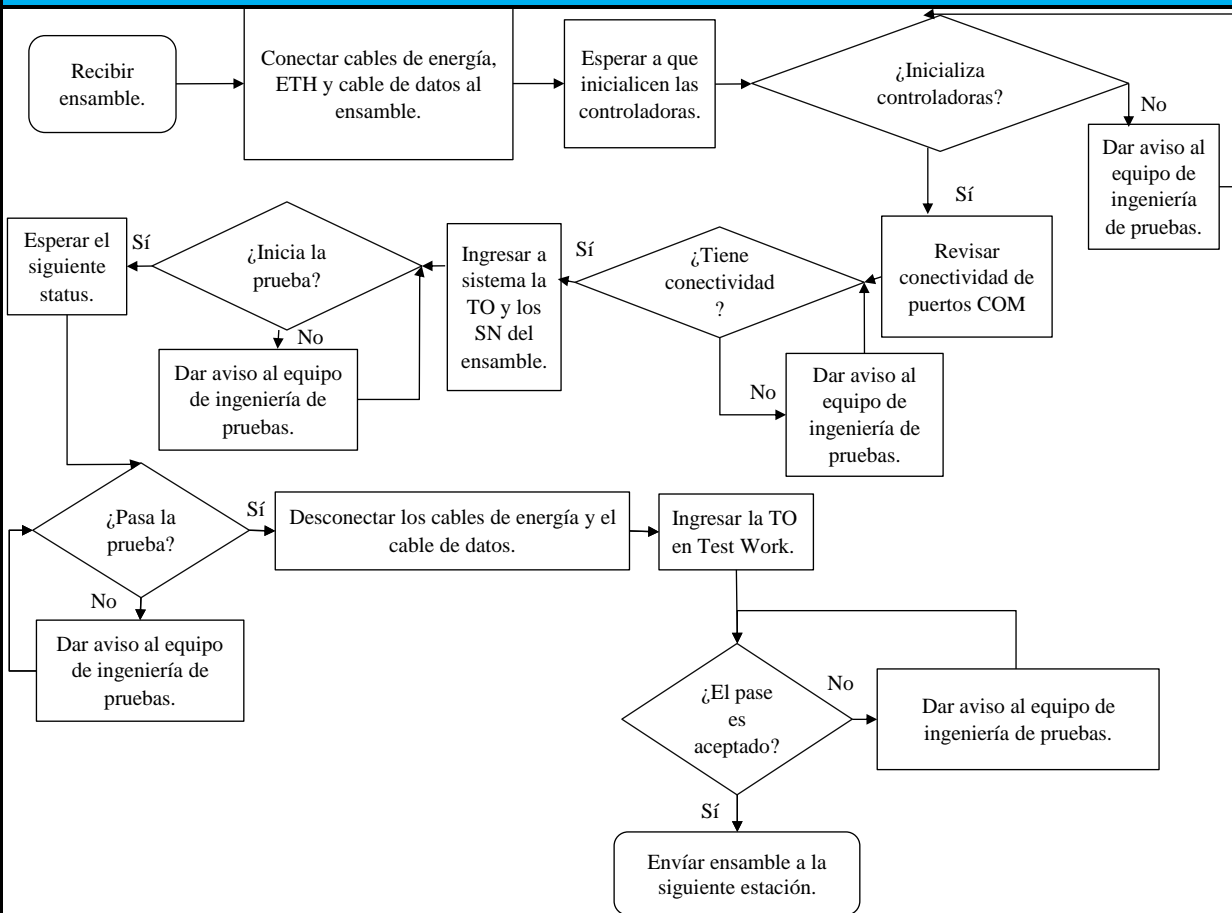 Recibir
ensamble.
Conectar cables de energía,
ETH y cable de datos al
ensamble.
Esperar a que
inicialicen las
controladoras.
¿Inicializa
controladoras?
No
Dar aviso al
equipo de
ingeniería
de pruebas.
Sí
Revisar
conectividad de
puertos COM
¿Tiene
conectividad
?
No
Dar aviso al
equipo de
ingeniería de
pruebas.
Sí
Ingresar a
sistema la
TO y los
SN del
ensamble.
¿Inicia la
prueba?
No
Dar aviso al equipo
de ingeniería de
pruebas.
Sí
Esperar el
siguiente
status.
¿Pasa la
prueba?
No
Dar aviso al equipo
de ingeniería de
pruebas.
Sí
Desconectar los cables de energía y el
cable de datos.
Ingresar la TO
en Test Work.
¿El pase
es
aceptado?
No
Dar aviso al equipo de
ingeniería de pruebas.
Sí
Envíar ensamble a la
siguiente estación.